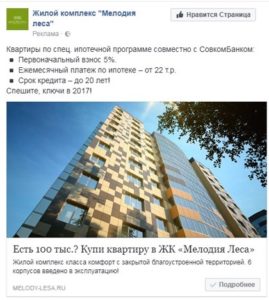 Жилой комплекс "Мелодия
леса"
Реклама
Нравится Страница
Квартиры по спец. ипотечной программе совместно с СовкомБанком:
■ Первоначальный взнос 5%.
■ Ежемесячный платеж по ипотеке – от 22 т.р.
■ Срок кредита – до 20 лет!
Спешите, ключи в 2017!
Есть 100 тыс.? Купи квартиру в ЖК «Мелодия Леса»
Жилой комплекс класса комфорт с закрытой благоустроенной территорией. 6
корпусов введено в эксплуатацию!
MELODY-LESA.RU
Подробнее